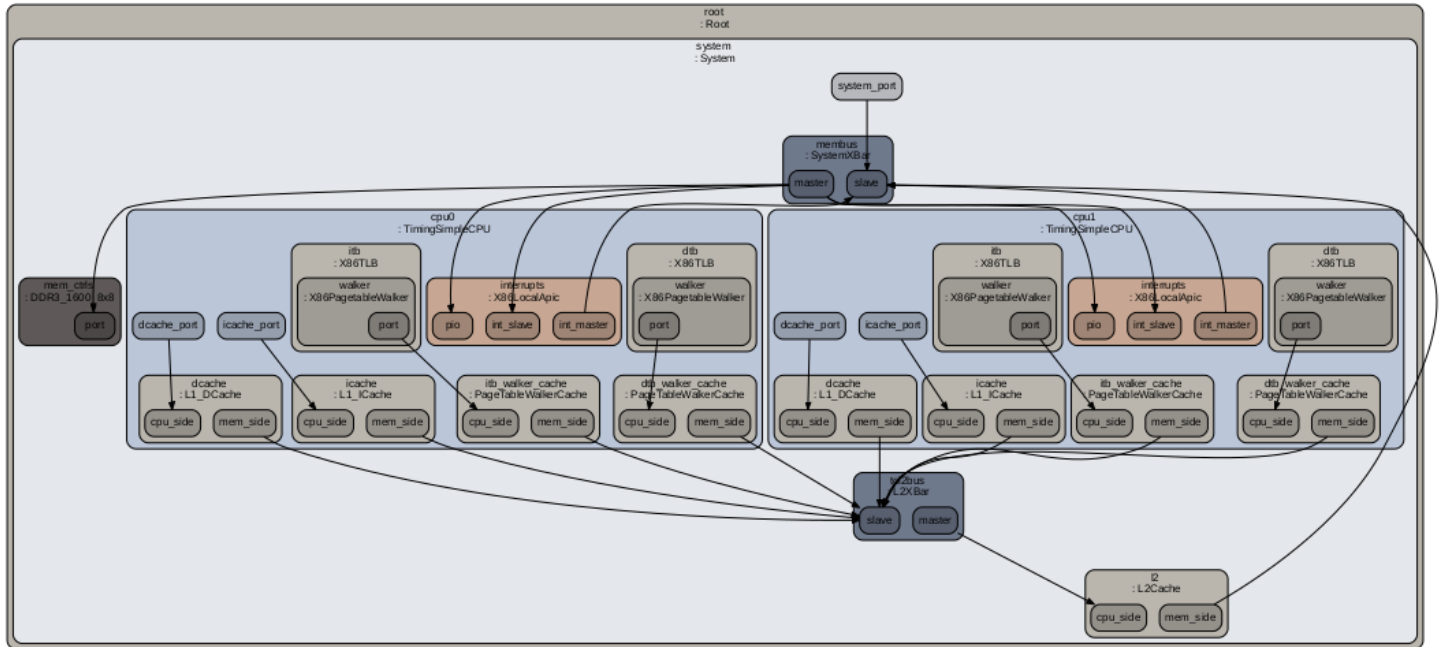 root
: Root
system
: System
system_port
membus
: SystemXBar
master
slave
cpu0
: TimingSimpleCPU
cpu1
: TimingSimpleCPU
itb
: X86TLB
dtb
: X86TLB
itb
: X86TLB
dtb
: X86TLB
mem_ctrls
: DDR3_1600_8x8
port
walker
: X86PagetableWalker
port
interrupts
: X86LocalApic
pio
int_slave
int_master
walker
: X86PagetableWalker
port
walker
: X86PagetableWalker
port
interrupts
: X86LocalApic
pio
int_slave
int_master
walker
: X86PagetableWalker
port
dcache_port
icache_port
dcache_port
icache_port
dcache
: L1_DCache
cpu_side
mem_side
icache
: L1_ICache
cpu_side
mem_side
itb_walker_cache
: PageTableWalkerCache
cpu_side
mem_side
dtb_walker_cache
: PageTableWalkerCache
cpu_side
mem_side
dcache
: L1_DCache
cpu_side
mem_side
icache
: L1_ICache
cpu_side
mem_side
itb_walker_cache
PageTableWalkerCache
cpu_side
mem_side
dtb_walker_cache
: PageTableWalkerCache
cpu_side
mem_side
tol2bus
: L2XBar
slave
master
l2
: L2Cache
cpu_side
mem_side